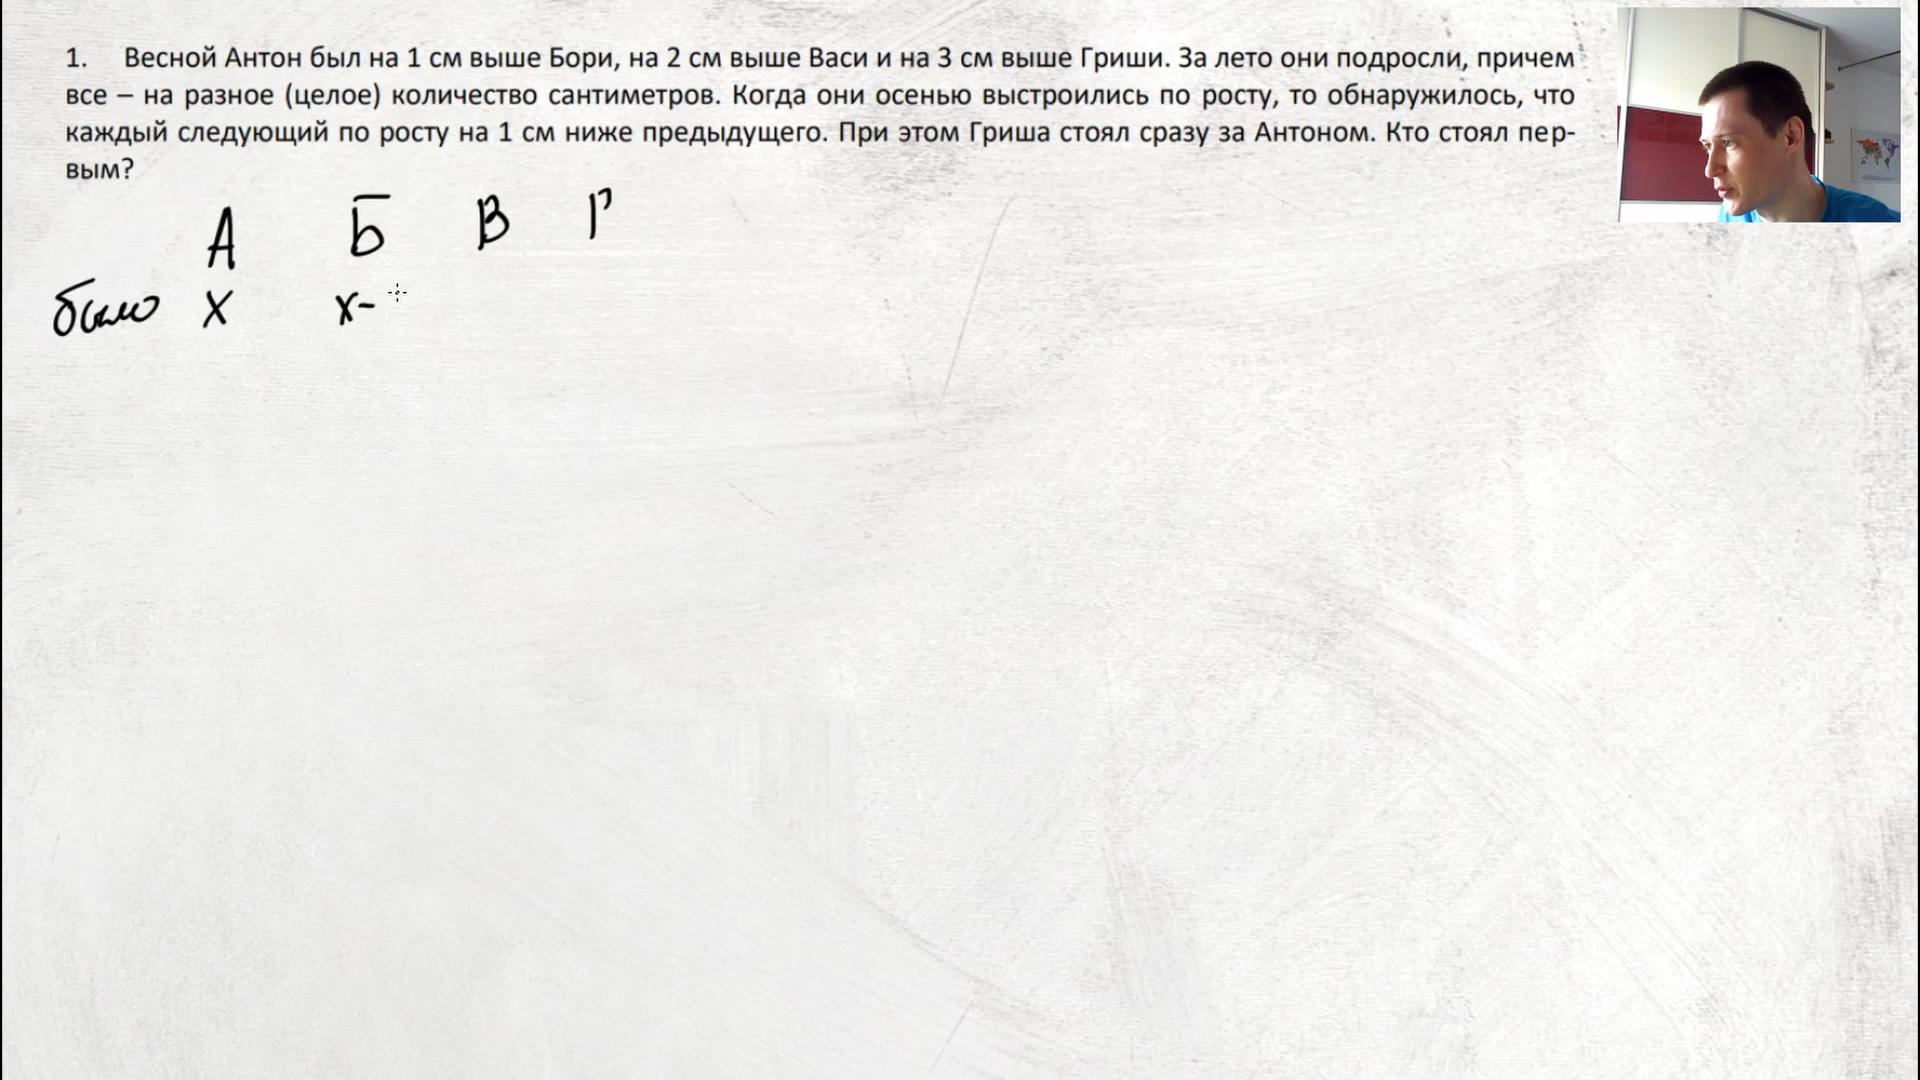 1. Весной Антон был на 1 см выше Бори, на 2 см выше Васи и на 3 см выше Гриши. За лето они подросли, причем
все – на разное (целое) количество сантиметров. Когда они осенью выстроились по росту, то обнаружилось, что
каждый следующий по росту на 1 см ниже предыдущего. При этом Гриша стоял сразу за Антоном. Кто стоял пер-
вым?
А Б В Г
было х х-